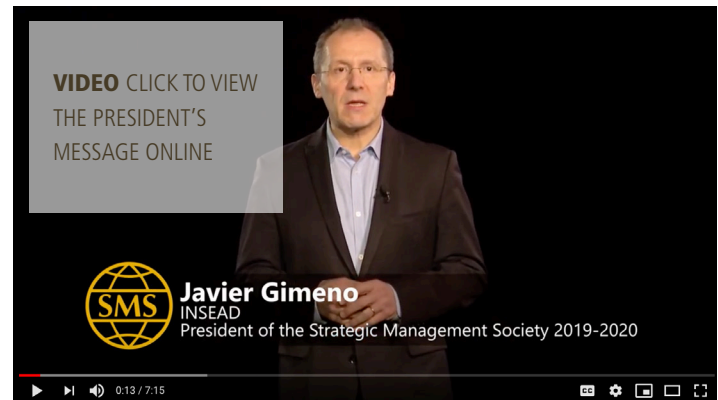 VIDEO CLICK TO VIEW
THE PRESIDENT'S
MESSAGE ONLINE
SMS
Javier Gimeno
INSEAD
President of the Strategic Management Society 2019-2020
0:13 / 7:15
CC